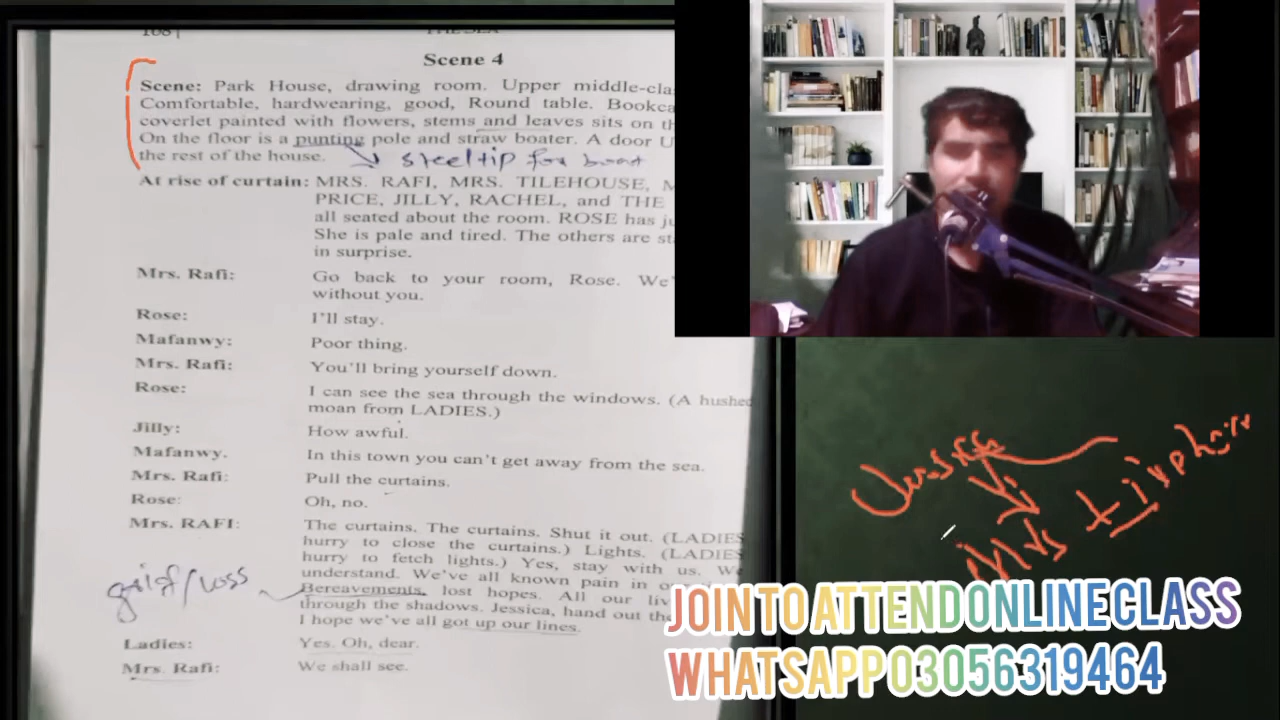 168 | THE SEA
Scene 4
Scene: Park House, drawing room. Upper middle-cla
Comfortable, hardwearing, good, Round table. Bookca
coverlet painted with flowers, stems and leaves sits on th
On the floor is a punting pole and straw boater. A door U
the rest of the house.
steel tip for boat
At rise of curtain: MRS. RAFI, MRS. TILEHOUSE, M
PRICE, JILLY, RACHEL, and THE
all seated about the room. ROSE has ju
She is pale and tired. The others are sta
in surprise.
Mrs. Rafi: Go back to your room, Rose. We'
without you.
Rose: I'll stay.
Mafanwy: Poor thing.
Mrs. Rafi: You'll bring yourself down.
Rose: I can see the sea through the windows. (A hushed
moan from LADIES.)
Jilly: How awful.
Mafanwy. In this town you can't get away from the sea.
Mrs. Rafi: Pull the curtains.
Rose: Oh, no.
Mrs. RAFI: The curtains. The curtains. Shut it out. (LADIES
hurry to close the curtains.) Lights. (LADIES
hurry to fetch lights.) Yes, stay with us. We
understand. We've all known pain in o
Bereavements, lost hopes. All our liv
through the shadows. Jessica, hand out the
I hope we've all got up our lines.
grief/loss
Ladies: Yes. Oh, dear.
Mrs. Rafi: We shall see.
JOIN TO ATTEND ONLINE CLASS
WHATSAPP 03056319464